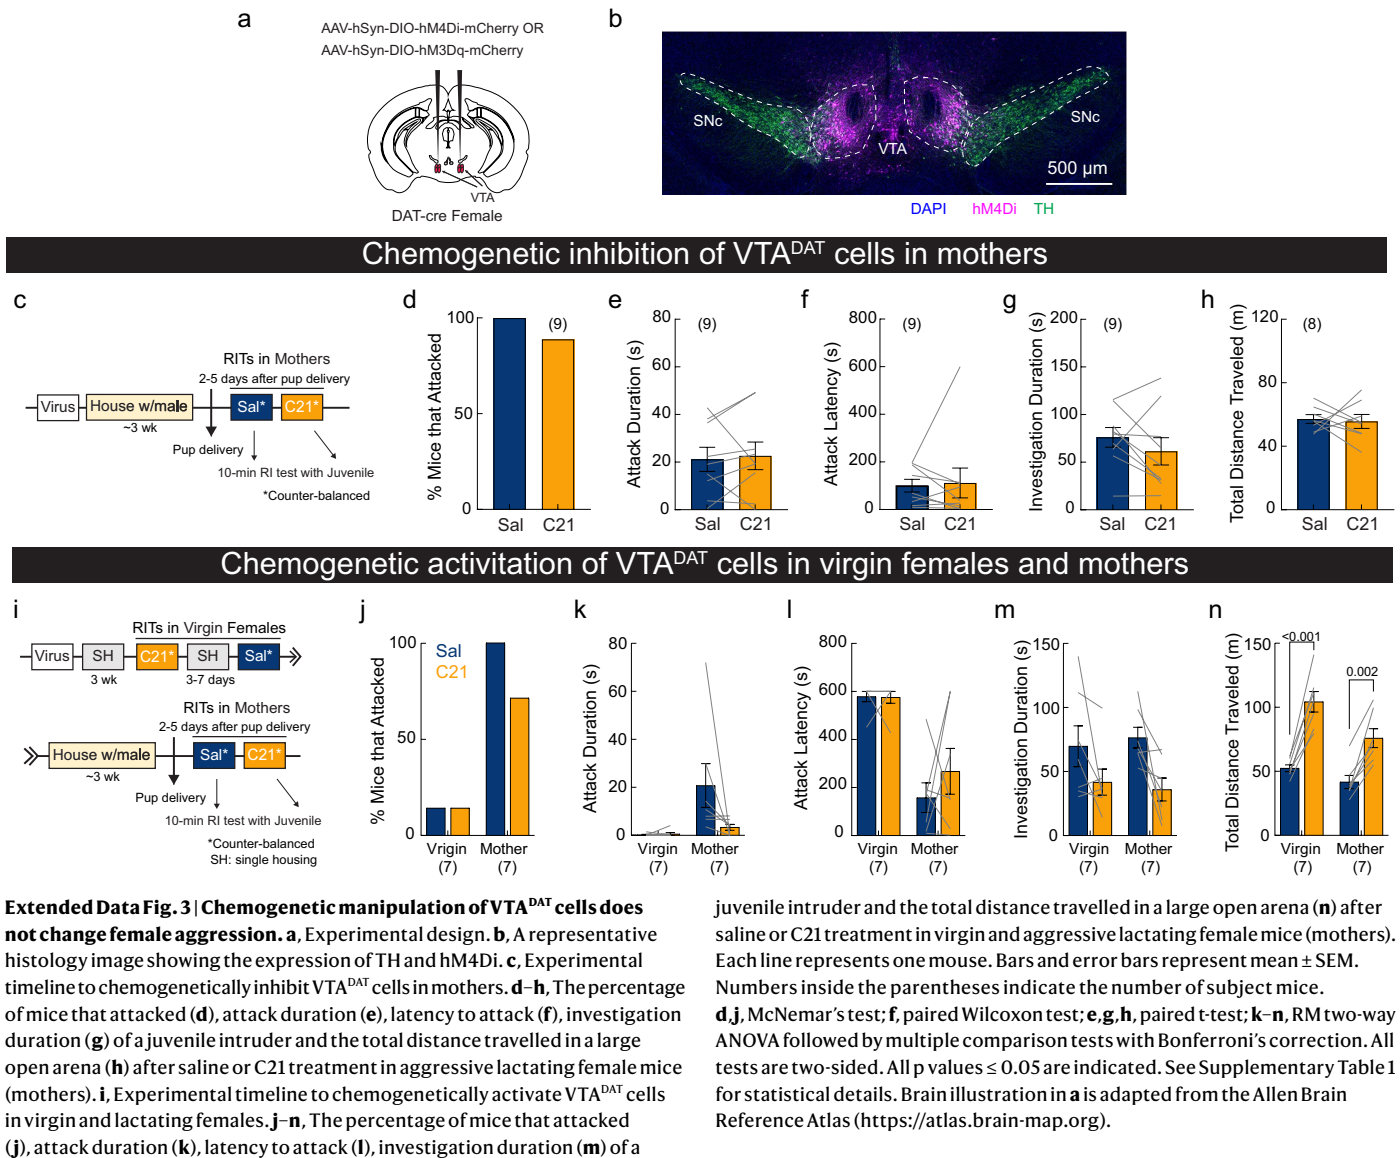 a
AAV-hSyn-DIO-hM4Di-mCherry OR
AAV-hSyn-DIO-hM3Dq-mCherry
VTA
DAT-cre Female
b
SNc
VTA
SNc
500 μm
DAPI hM4Di TH
Chemogenetic inhibition of VTA^DAT cells in mothers
c
RITs in Mothers
2-5 days after pup delivery
Virus
House w/male
Sal*
C21*
~3 wk
Pup delivery
10-min RI test with Juvenile
*Counter-balanced
d
% Mice that Attacked
100
50
0
(9)
Sal
C21
e
Attack Duration (s)
80
60
40
20
0
(9)
Sal
C21
f
Attack Latency (s)
800
600
400
200
0
(9)
Sal
C21
g
Investigation Duration (s)
200
150
100
50
0
(9)
Sal
C21
h
Total Distance Traveled (m)
120
80
40
0
(8)
Sal
C21
Chemogenetic activitation of VTA^DAT cells in virgin females and mothers
i
RITs in Virgin Females
Virus
SH
C21*
SH
Sal*
3 wk
3-7 days
RITs in Mothers
2-5 days after pup delivery
House w/male
Sal*
C21*
~3 wk
Pup delivery
10-min RI test with Juvenile
*Counter-balanced
SH: single housing
j
% Mice that Attacked
100
50
0
Sal
C21
Vrigin
(7)
Mother
(7)
k
Attack Duration (s)
80
60
40
20
0
Virgin
(7)
Mother
(7)
l
Attack Latency (s)
800
600
400
200
0
Virgin
(7)
Mother
(7)
m
Investigation Duration (s)
150
100
50
0
Virgin
(7)
Mother
(7)
n
Total Distance Traveled (m)
150
100
50
0
<0.001
0.002
Virgin
(7)
Mother
(7)
Extended Data Fig. 3 | Chemogenetic manipulation of VTA^DAT cells does
not change female aggression. a, Experimental design. b, A representative
histology image showing the expression of TH and hM4Di. c, Experimental
timeline to chemogenetically inhibit VTA^DAT cells in mothers. d–h, The percentage
of mice that attacked (d), attack duration (e), latency to attack (f), investigation
duration (g) of a juvenile intruder and the total distance travelled in a large
open arena (h) after saline or C21 treatment in aggressive lactating female mice
(mothers). i, Experimental timeline to chemogenetically activate VTA^DAT cells
in virgin and lactating females. j–n, The percentage of mice that attacked
(j), attack duration (k), latency to attack (l), investigation duration (m) of a
juvenile intruder and the total distance travelled in a large open arena (n) after
saline or C21 treatment in virgin and aggressive lactating female mice (mothers).
Each line represents one mouse. Bars and error bars represent mean ± SEM.
Numbers inside the parentheses indicate the number of subject mice.
d,j, McNemar's test; f, paired Wilcoxon test; e,g,h, paired t-test; k–n, RM two-way
ANOVA followed by multiple comparison tests with Bonferroni's correction. All
tests are two-sided. All p values ≤ 0.05 are indicated. See Supplementary Table 1
for statistical details. Brain illustration in a is adapted from the Allen Brain
Reference Atlas (https://atlas.brain-map.org).